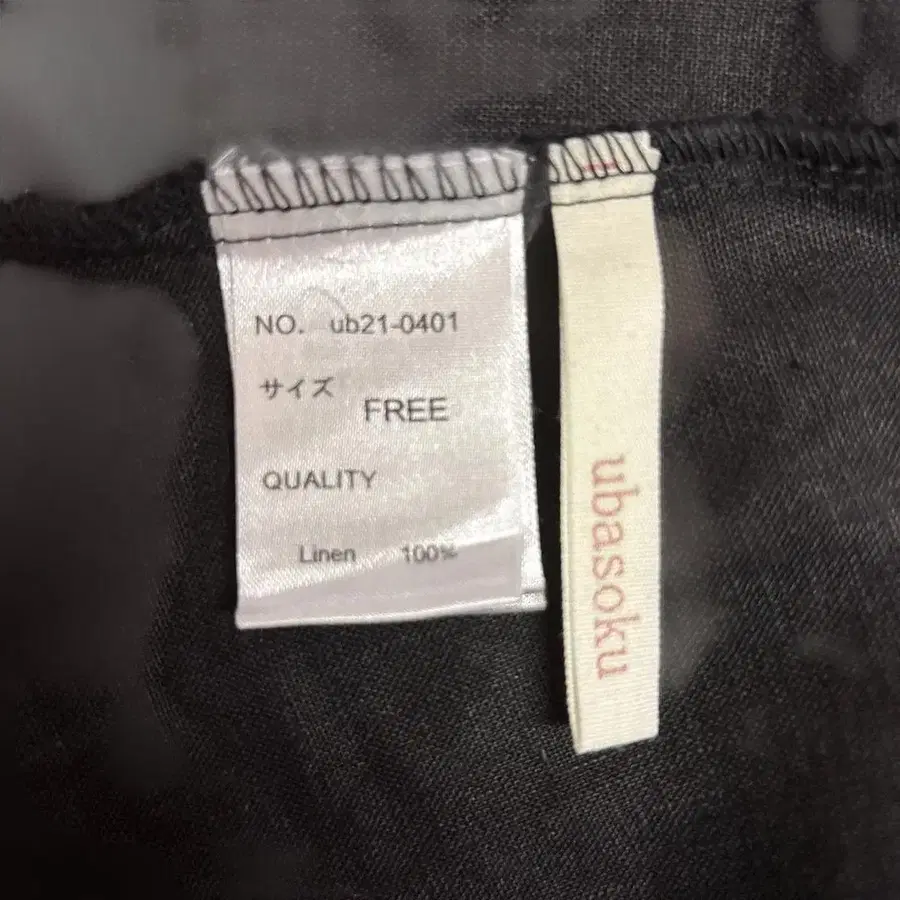 NO. ub21-0401
サイズ
FREE
QUALITY
Linen 100%
ubasoku